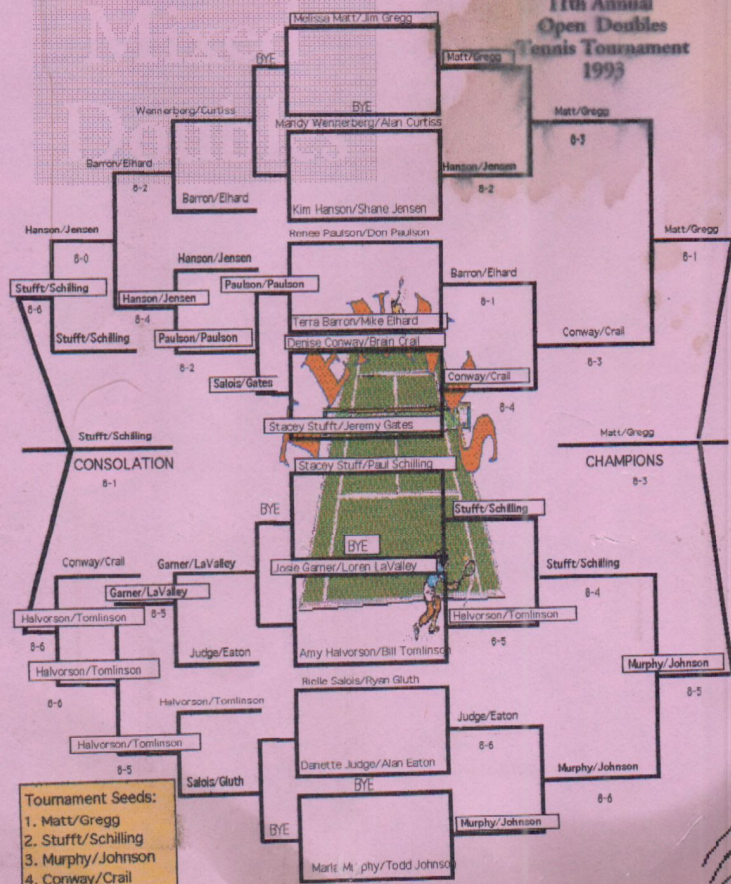 Mixed
Doubles
11th Annual
Open Doubles
Tennis Tournament
1993
Melissa Matt/Jim Gregg
BYE
Matt/Gregg
BYE
Wennerberg/Curtiss
Matt/Gregg
Mandy Wennerberg/Alan Curtiss
8-3
Barron/Elhard
Hanson/Jensen
8-2
8-2
Barron/Elhard
Kim Hanson/Shane Jensen
Hanson/Jensen
Renee Paulson/Don Paulson
Matt/Gregg
8-0
Hanson/Jensen
8-1
Barron/Elhard
Stufft/Schilling
Paulson/Paulson
Hanson/Jensen
8-6
8-1
8-4
Terra Barron/Mike Elhard
Stufft/Schilling
Paulson/Paulson
Denise Conway/Brain Crail
Conway/Crail
8-2
8-3
Salois/Gates
Conway/Crail
8-4
Stacey Stufft/Jeremy Gates
TENNIS
Stufft/Schilling
Matt/Gregg
CONSOLATION
Stacey Stuff/Paul Schilling
CHAMPIONS
8-1
8-3
BYE
Stufft/Schilling
BYE
Conway/Crail
Garner/LaValley
Josie Garner/Loren LaValley
Stufft/Schilling
Garner/LaValley
8-4
8-5
Halvorson/Tomlinson
Halvorson/Tomlinson
8-6
8-5
Judge/Eaton
Amy Halvorson/Bill Tomlinson
Halvorson/Tomlinson
Murphy/Johnson
8-6
Rielle Salois/Ryan Gluth
8-5
Halvorson/Tomlinson
Judge/Eaton
8-6
Halvorson/Tomlinson
Danette Judge/Alan Eaton
8-5
Murphy/Johnson
Salois/Gluth
BYE
8-6
Tournament Seeds:
1. Matt/Gregg
BYE
Murphy/Johnson
2. Stufft/Schilling
3. Murphy/Johnson
Murphy/Todd Johnson
4. Conway/Crail